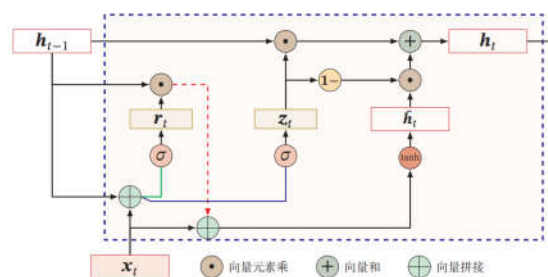 h_{t-1}
h_t
1−
r_t
z_t
h̃_t
σ
σ
tanh
x_t
向量元素乘
向量和
向量拼接